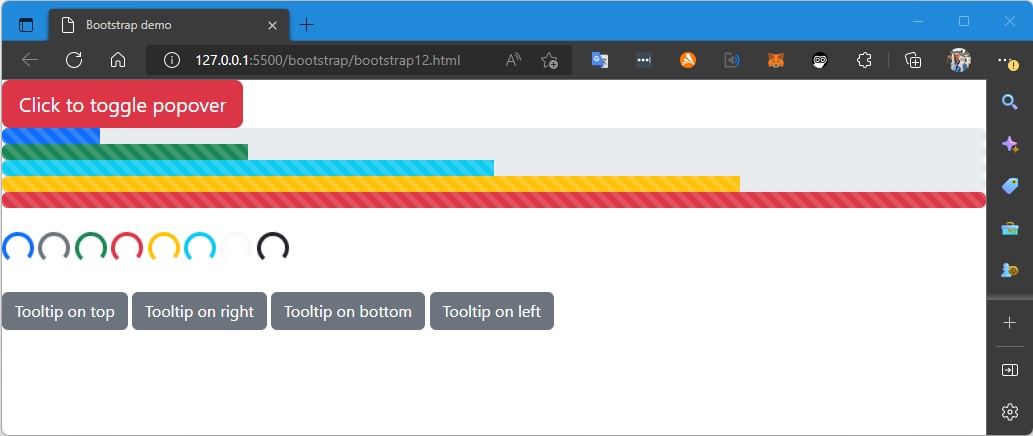 Bootstrap demo
127.0.0.1:5500/bootstrap/bootstrap12.html
Click to toggle popover
Tooltip on top Tooltip on right Tooltip on bottom Tooltip on left